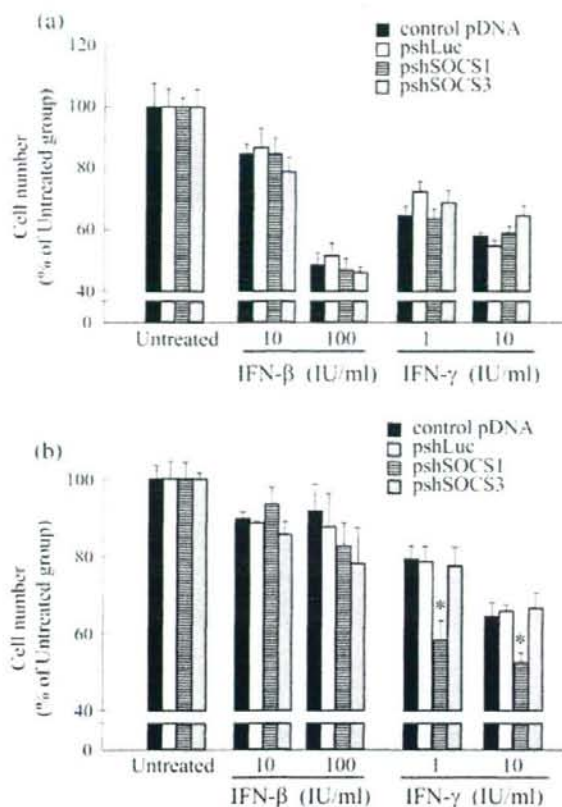 (a)
control pDNA
pshLuc
pshSOCS1
pshSOCS3
Cell number
(% of Untreated group)
120
100
80
60
40
0
Untreated 10 100 1 10
IFN-β (IU/ml) IFN-γ (IU/ml)
(b)
control pDNA
pshLuc
pshSOCS1
pshSOCS3
Cell number
(% of Untreated group)
100
80
60
40
0
* *
Untreated 10 100 1 10
IFN-β (IU/ml) IFN-γ (IU/ml)